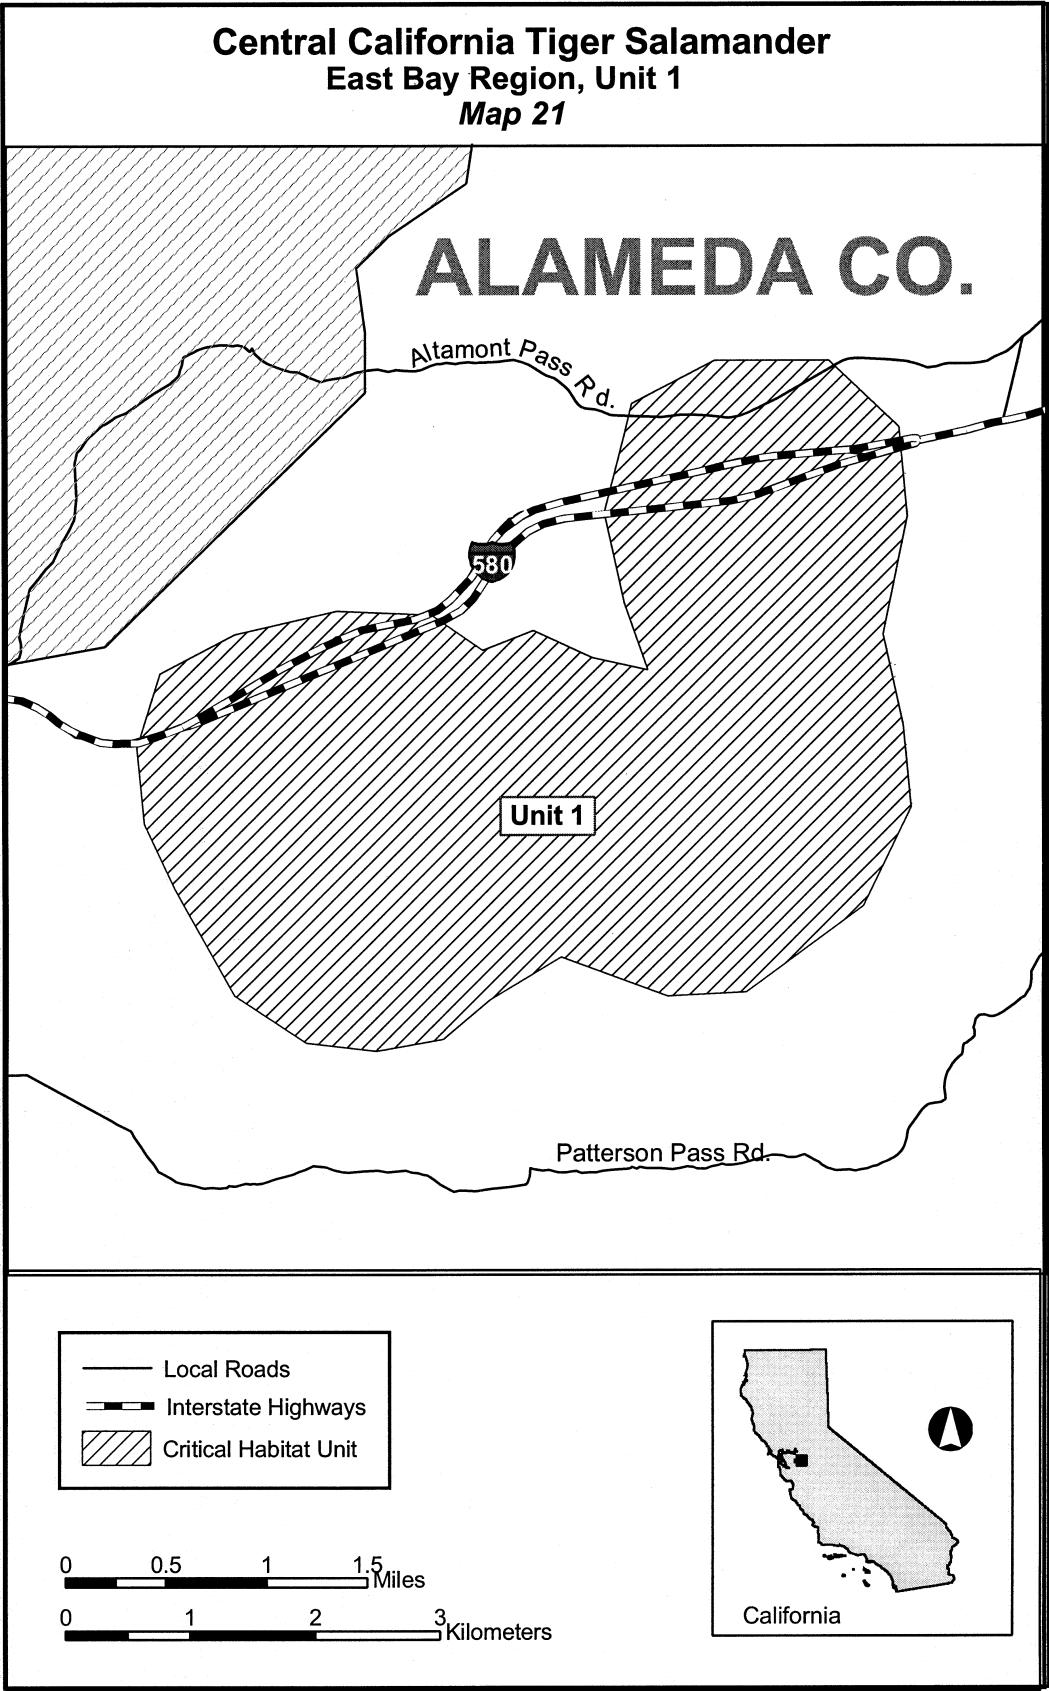 Central California Tiger Salamander
East Bay Region, Unit 1
Map 21
ALAMEDA CO.
Altamont Pass Rd.
580
Unit 1
Patterson Pass Rd.
Local Roads
Interstate Highways
Critical Habitat Unit
0 0.5 1 1.5 Miles
0 1 2 3 Kilometers
California